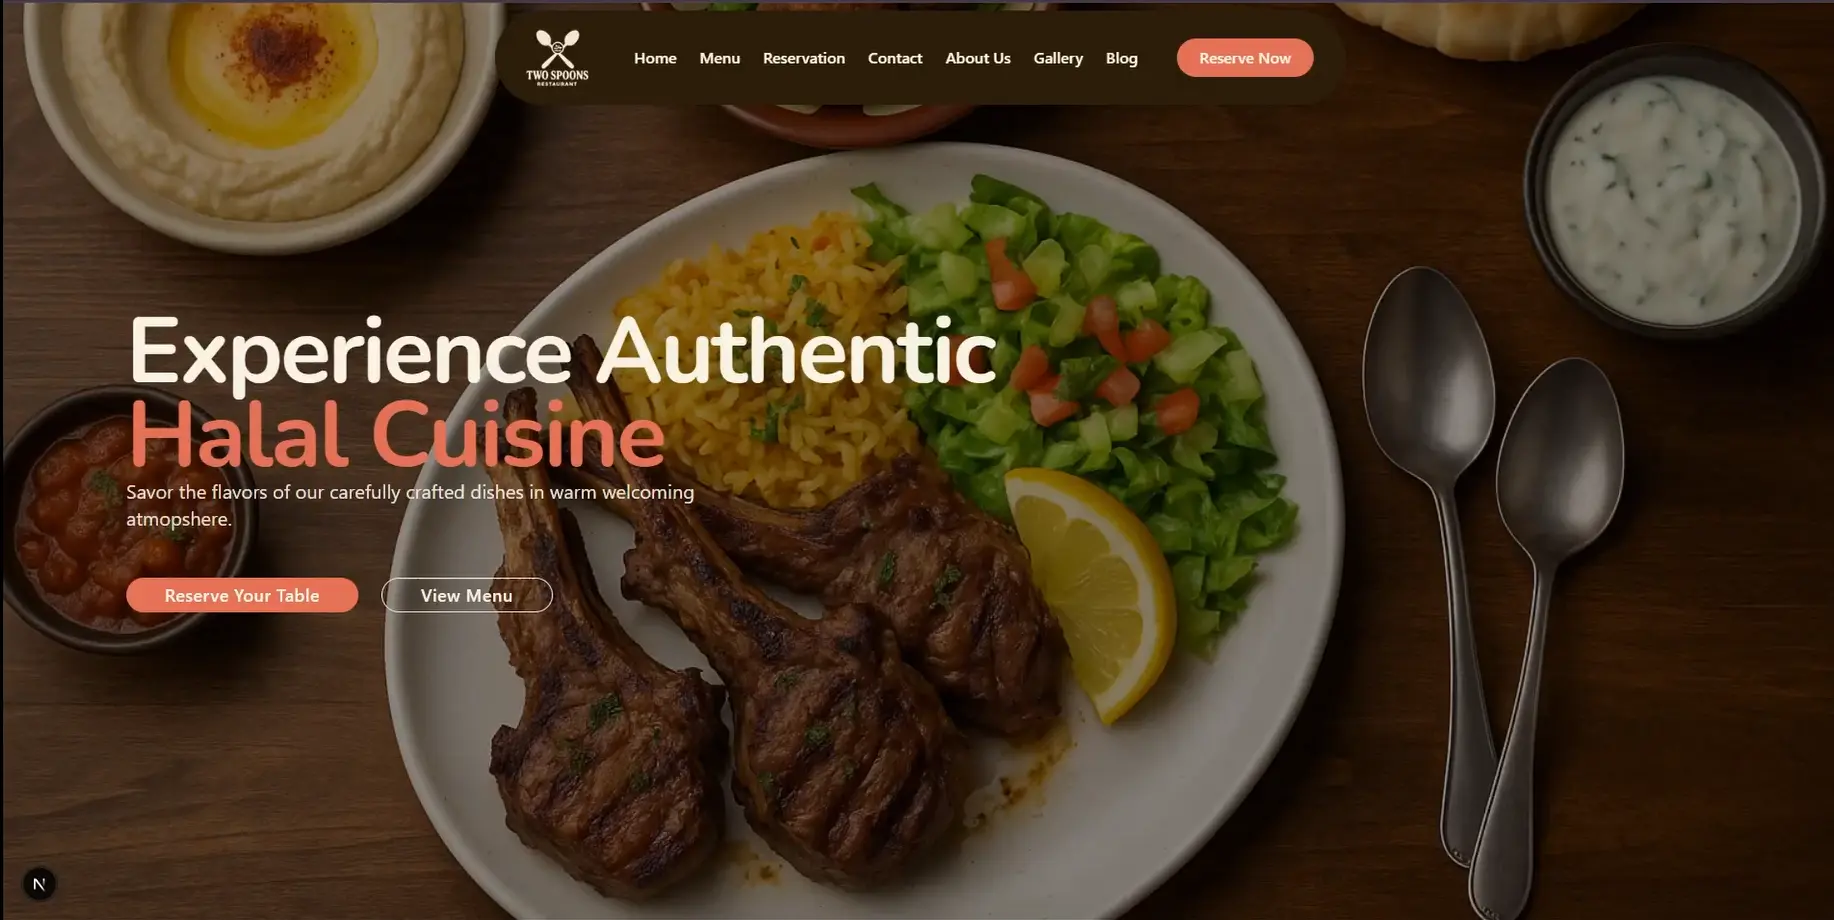 TWO SPOONS
RESTAURANT
Home Menu Reservation Contact About Us Gallery Blog Reserve Now
Experience Authentic
Halal Cuisine
Savor the flavors of our carefully crafted dishes in warm welcoming
atmopshere.
Reserve Your Table View Menu
N